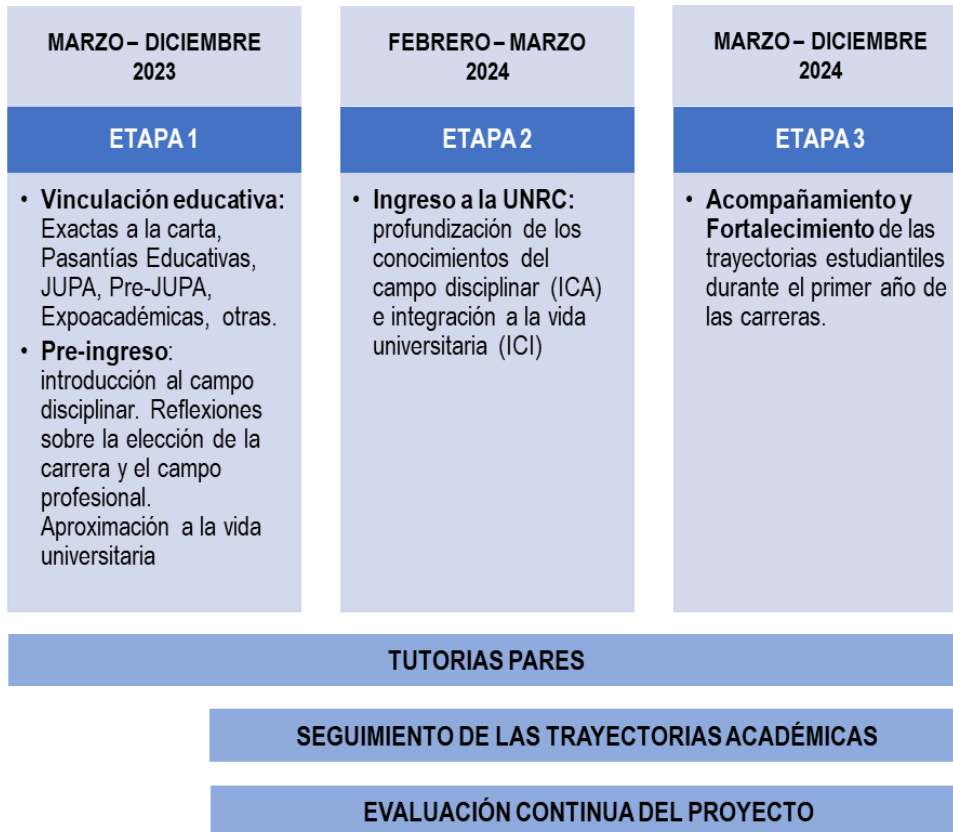 MARZO – DICIEMBRE
2023
ETAPA 1
• Vinculación educativa:
Exactas a la carta,
Pasantías Educativas,
JUPA, Pre-JUPA,
Expoacadémicas, otras.
• Pre-ingreso:
introducción al campo
disciplinar. Reflexiones
sobre la elección de la
carrera y el campo
profesional.
Aproximación a la vida
universitaria
FEBRERO – MARZO
2024
ETAPA 2
• Ingreso a la UNRC:
profundización de los
conocimientos del
campo disciplinar (ICA)
e integración a la vida
universitaria (ICI)
MARZO – DICIEMBRE
2024
ETAPA 3
• Acompañamiento y
Fortalecimiento de las
trayectorias estudiantiles
durante el primer año de
las carreras.
TUTORIAS PARES
SEGUIMIENTO DE LAS TRAYECTORIAS ACADÉMICAS
EVALUACIÓN CONTINUA DEL PROYECTO